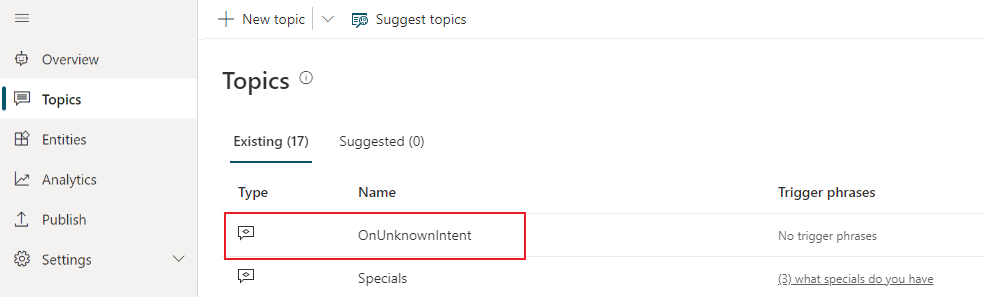 New topic Suggest topics
Overview
Topics
Entities
Analytics
Publish
Settings
Topics
Existing (17) Suggested (0)
Type Name Trigger phrases
OnUnknownIntent No trigger phrases
Specials (3) what specials do you have